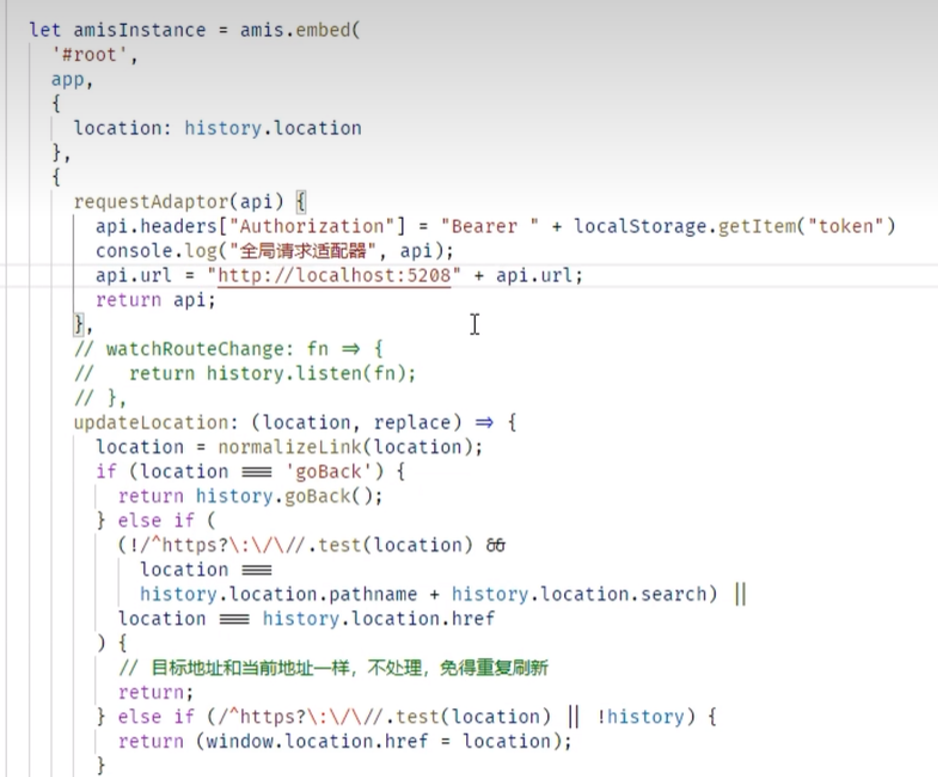 let amisInstance = amis.embed(
'#root',
app,
{
location: history.location
},
{
requestAdaptor(api) {
api.headers["Authorization"] = "Bearer " + localStorage.getItem("token")
console.log("全局请求适配器", api);
api.url = "http://localhost:5208" + api.url;
return api;
},
// watchRouteChange: fn => {
//   return history.listen(fn);
// },
updateLocation: (location, replace) => {
location = normalizeLink(location);
if (location === 'goBack') {
return history.goBack();
} else if (
(!/^https?\:\/\//.test(location) &&
location ===
history.location.pathname + history.location.search) ||
location === history.location.href
) {
// 目标地址和当前地址一样，不处理，免得重复刷新
return;
} else if (/^https?\:\/\//.test(location) || !history) {
return (window.location.href = location);
}